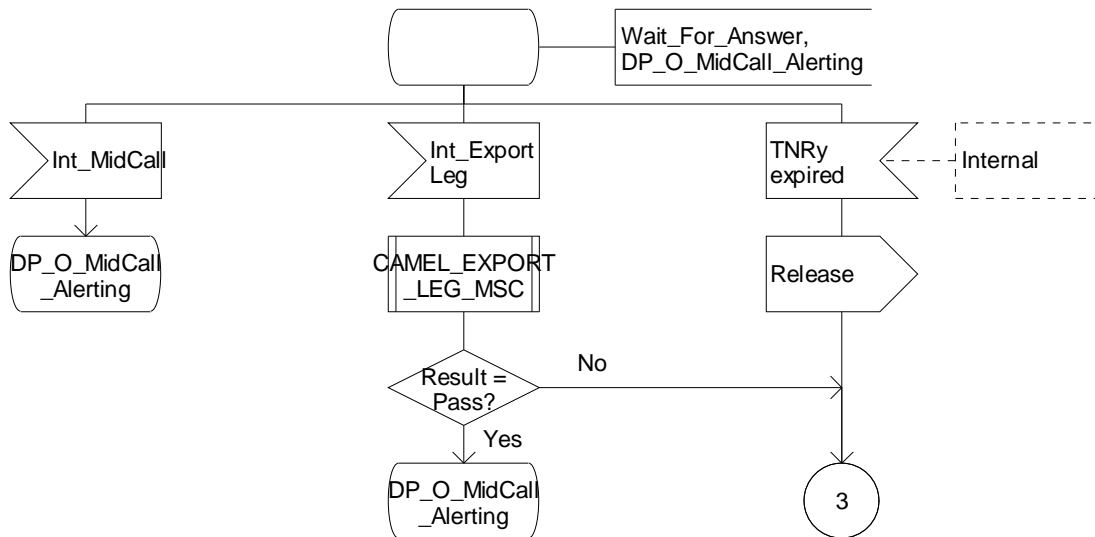 Wait_For_Answer,
DP_O_MidCall_Alerting
Int_MidCall
Int_Export
Leg
TNRy
expired
Internal
DP_O_MidCall
_Alerting
CAMEL_EXPORT
_LEG_MSC
Release
Result =
Pass?
No
Yes
DP_O_MidCall
_Alerting
3